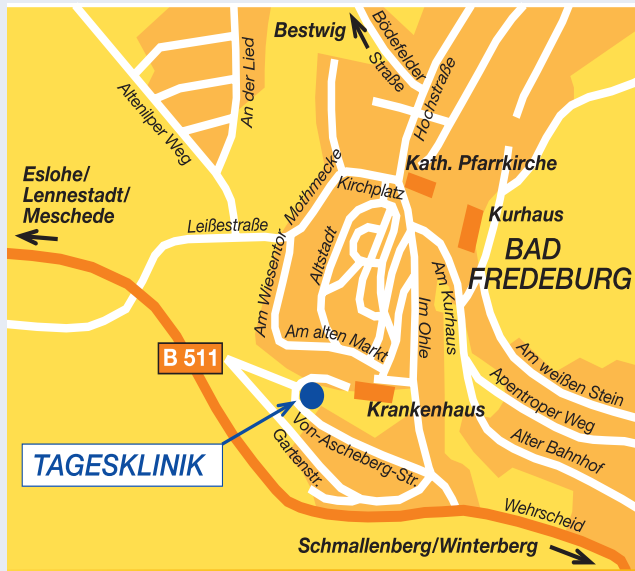 Bestwig
Bödefelder
Straße
Hochstraße
An der Lied
Altenilper Weg
Kath. Pfarrkirche
Kirchplatz
Mothmecke
Eslohe/
Lennestadt/
Meschede
Leißestraße
Kurhaus
BAD
FREDEBURG
Altstadt
Am Wiesentor
Am Kurhaus
Im Ohle
Am alten Markt
B 511
Am weißen Stein
Apentroper Weg
Alter Bahnhof
Krankenhaus
Von-Ascheberg-Str.
Gartenstr.
TAGESKLINIK
Wehrscheid
Schmallenberg/Winterberg